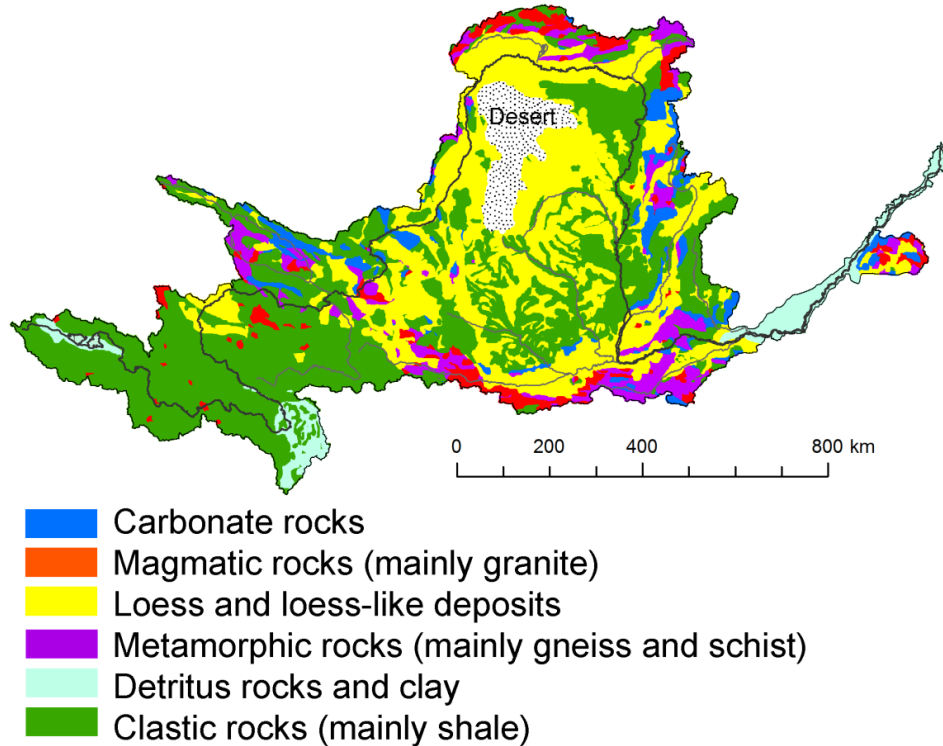 Desert
0 200 400 800 km
Carbonate rocks
Magmatic rocks (mainly granite)
Loess and loess-like deposits
Metamorphic rocks (mainly gneiss and schist)
Detritus rocks and clay
Clastic rocks (mainly shale)